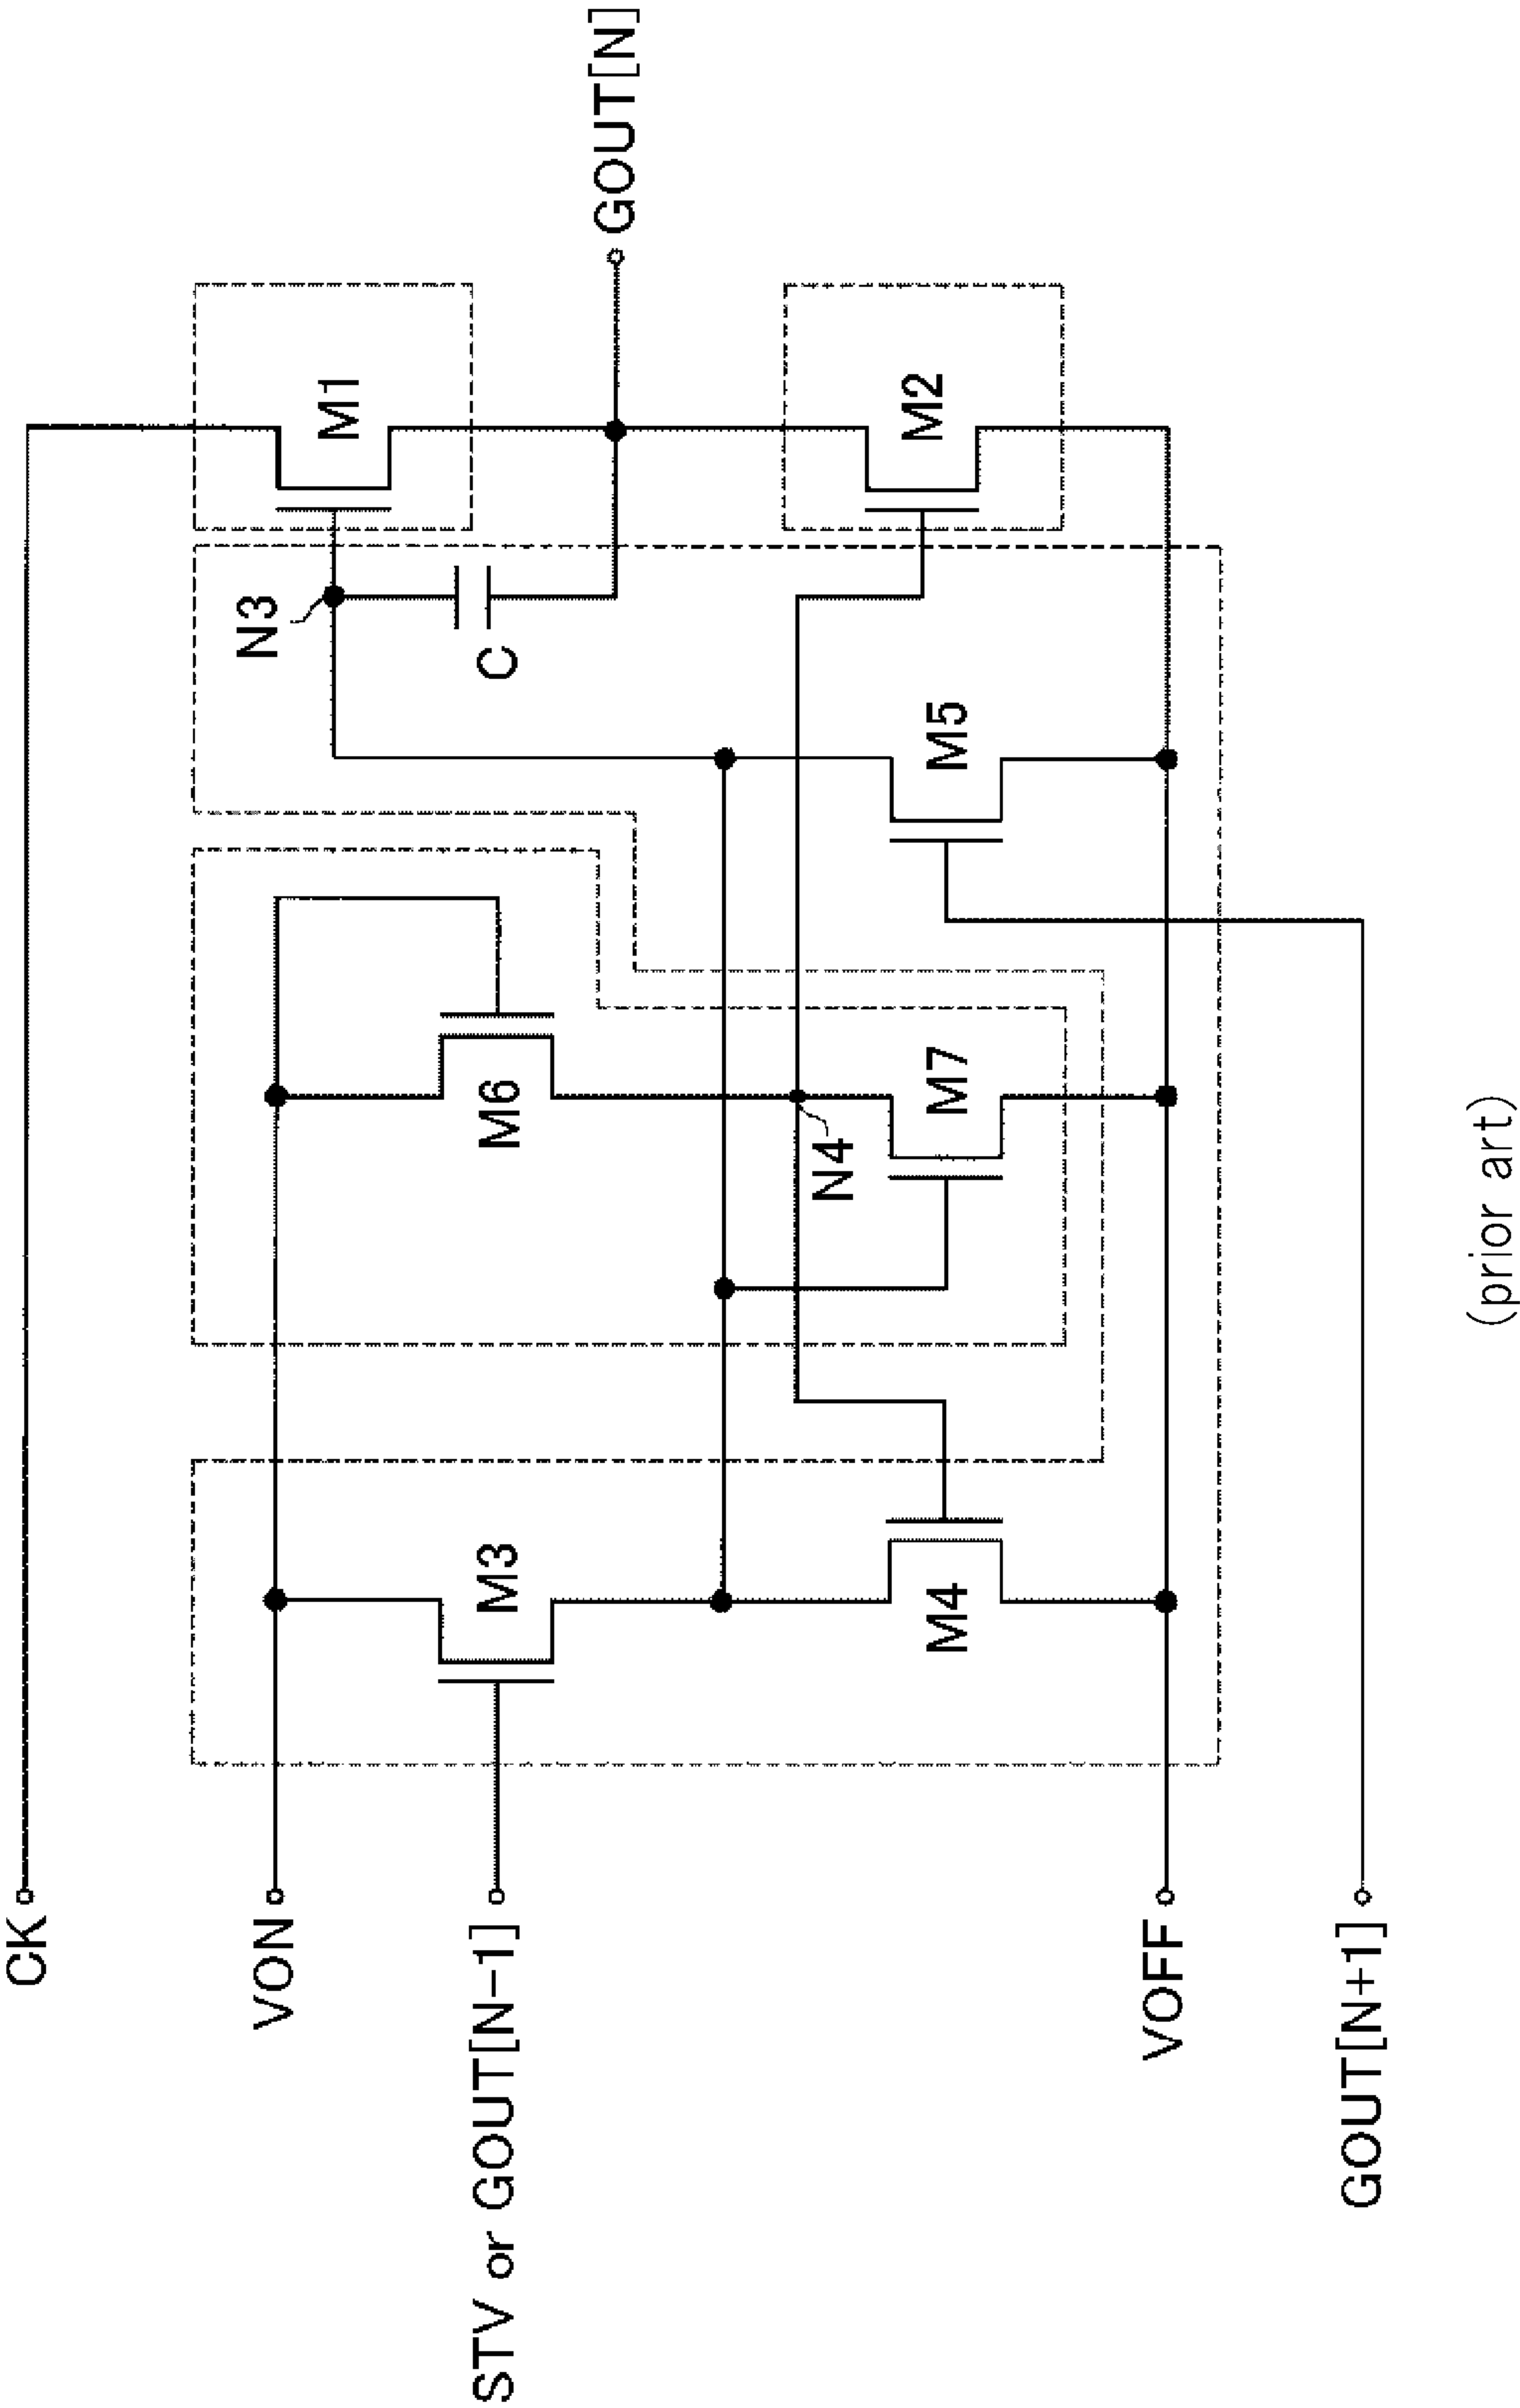 CK
VON
STV or GOUT[N-1]
VOFF
GOUT[N+1]
M3
M4
M6
N4
M7
M5
N3
C
M1
M2
GOUT[N]
(prior art)